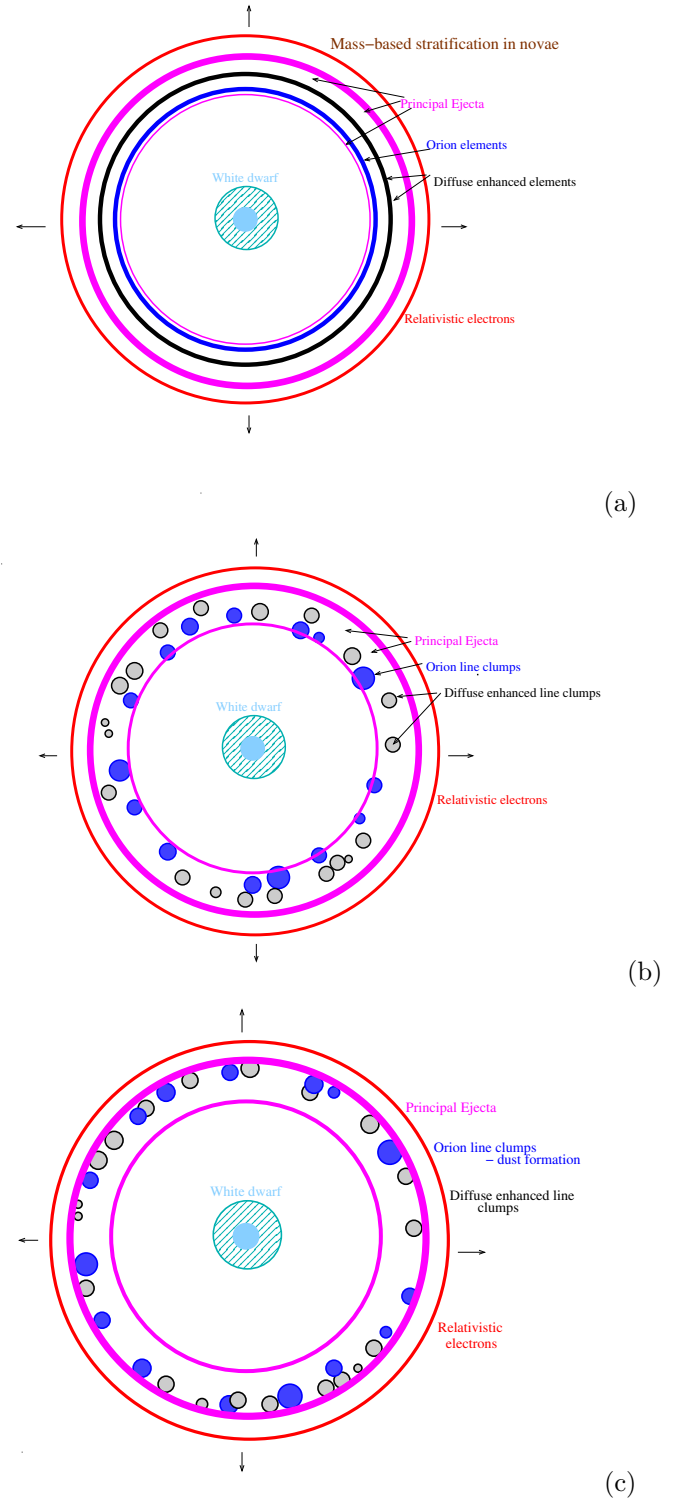 Mass−based stratification in novae
Principal Ejecta
Orion elements
White dwarf
Diffuse enhanced elements
Relativistic electrons
(a)
Principal Ejecta
Orion line clumps
Diffuse enhanced line clumps
White dwarf
Relativistic electrons
(b)
Principal Ejecta
Orion line clumps
− dust formation
White dwarf
Diffuse enhanced line
clumps
Relativistic
electrons
(c)